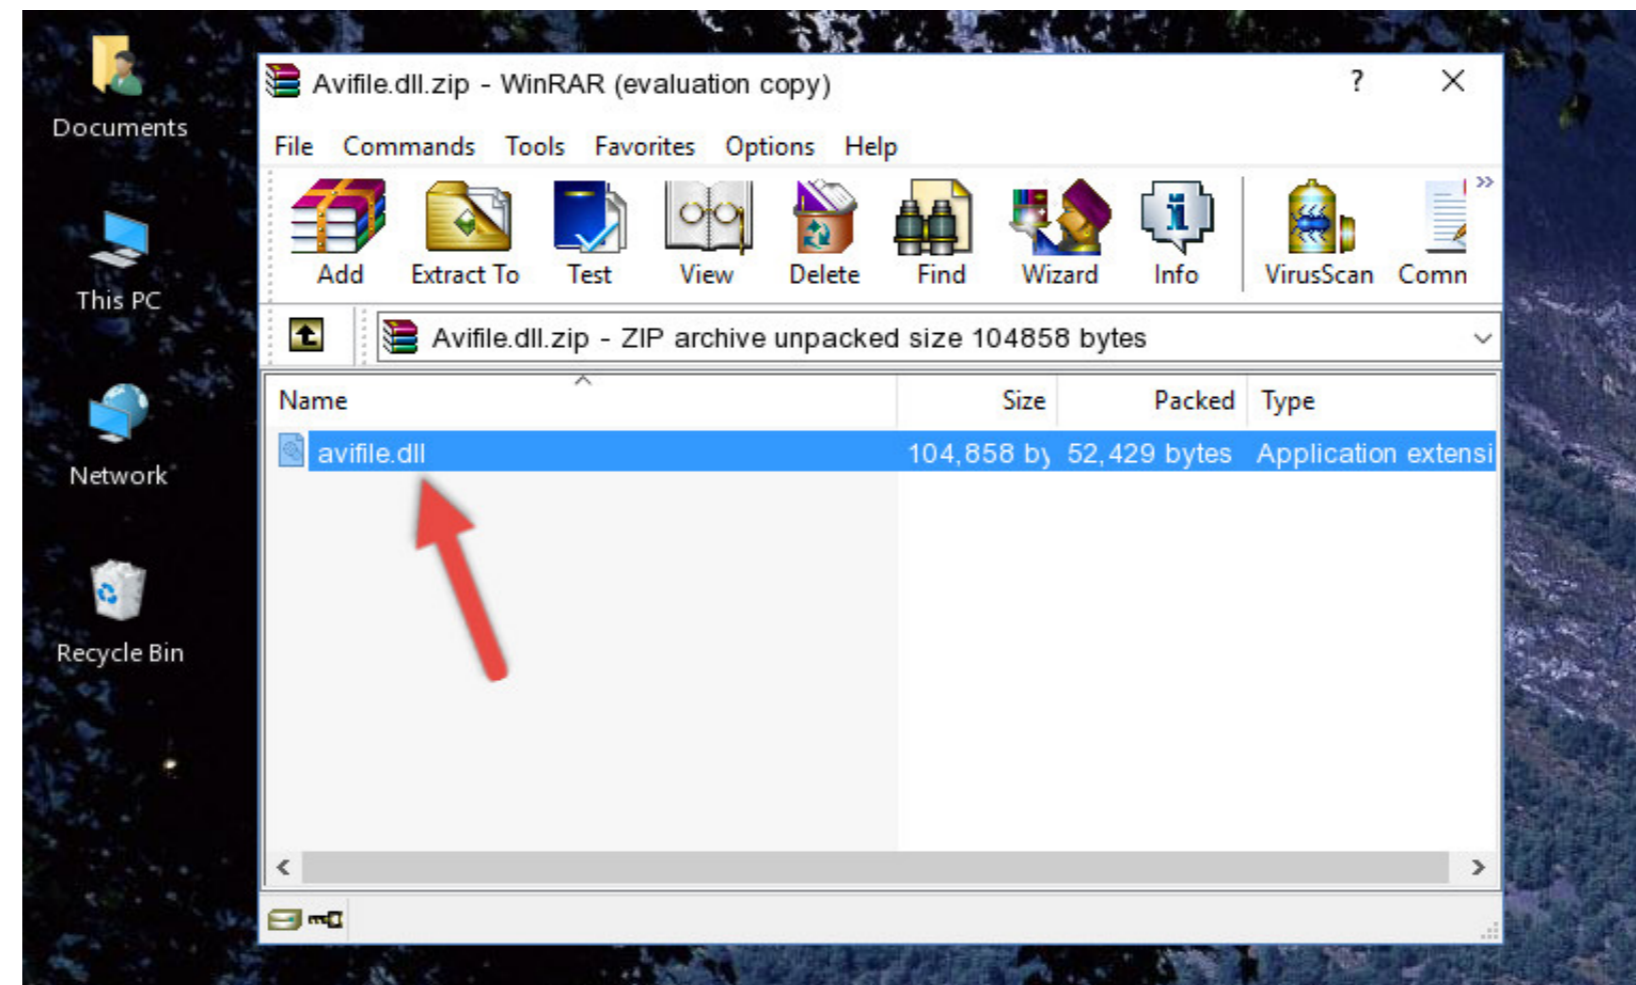 Documents
This PC
Network
Recycle Bin
Avifile.dll.zip - WinRAR (evaluation copy)
?
File Commands Tools Favorites Options Help
Add Extract To Test View Delete Find Wizard Info VirusScan Comn
Avifile.dll.zip - ZIP archive unpacked size 104858 bytes
Name Size Packed Type
avifile.dll 104,858 by 52,429 bytes Application extensi